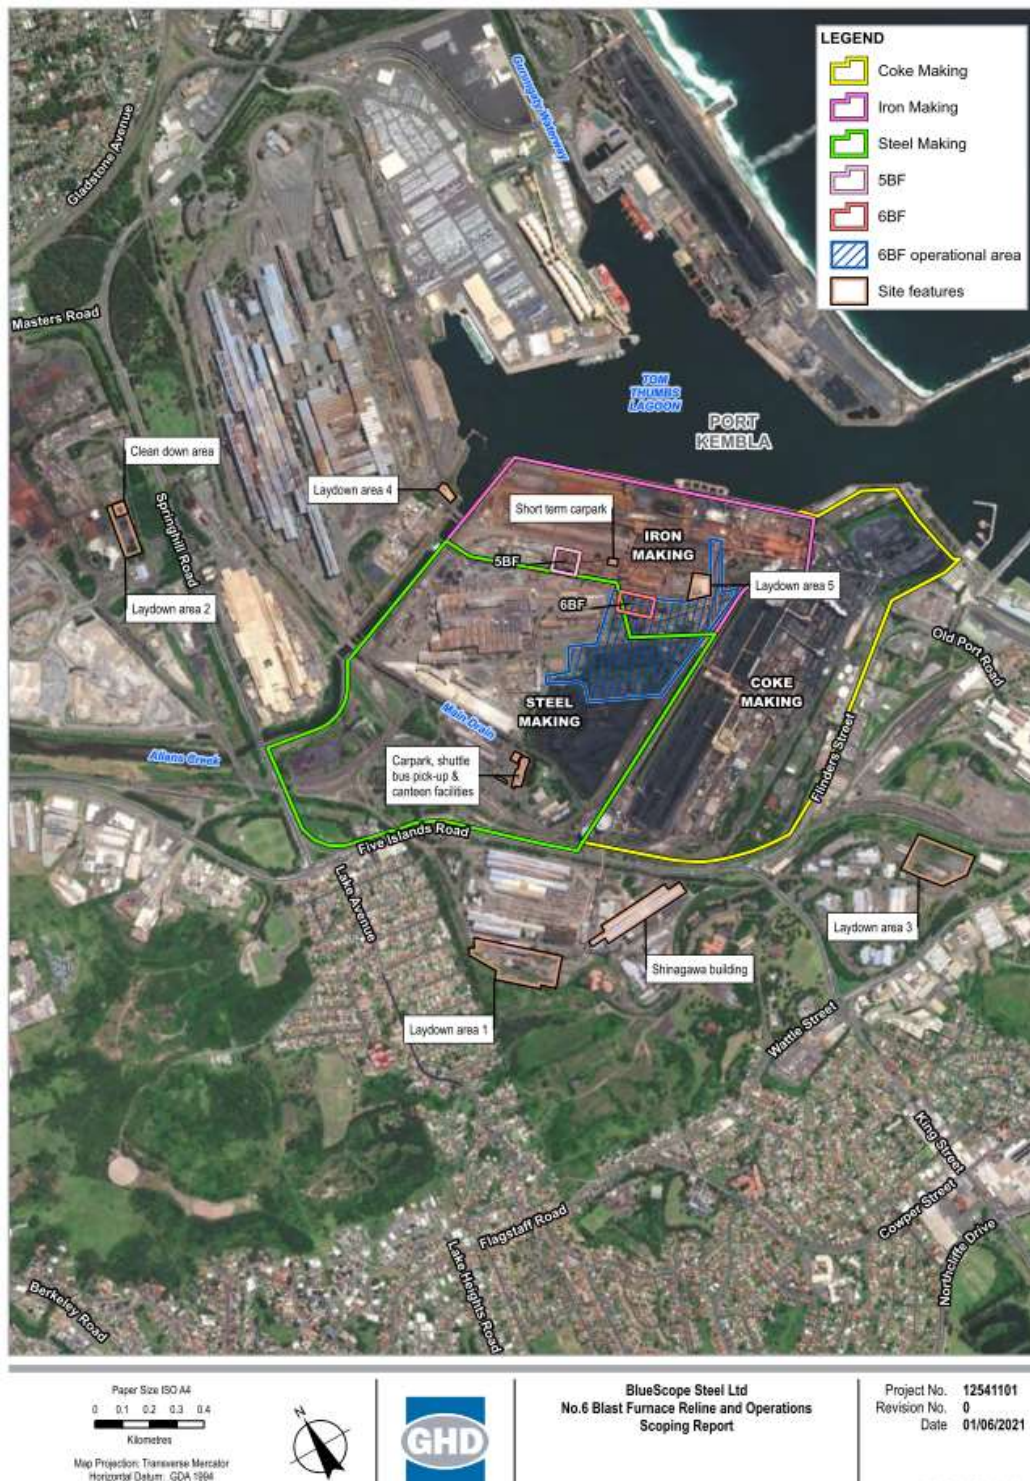 LEGEND
Coke Making
Iron Making
Steel Making
5BF
6BF
6BF operational area
Site features
Gladstone Avenue
Gurungaty Waterway
Masters Road
TOM
THUMBS
LAGOON
PORT
KEMBLA
Clean down area
Springhill Road
Laydown area 4
Short term carpark
IRON
MAKING
5BF
Laydown area 5
6BF
Laydown area 2
Old Port Road
COKE
MAKING
STEEL
MAKING
Main Drain
Allans Creek
Carpark, shuttle
bus pick-up &
canteen facilities
Flinders Street
Five Islands Road
Lake Avenue
Laydown area 3
Shinagawa building
Laydown area 1
Wattle Street
King Street
Cowper Street
Flagstaff Road
Northcliffe Drive
Lake Heights Road
Berkeley Road
Paper Size ISO A4
0 0.1 0.2 0.3 0.4
Kilometres
Map Projection: Transverse Mercator
Horizontal Datum: GDA 1994
N
GHD
BlueScope Steel Ltd
No.6 Blast Furnace Reline and Operations
Scoping Report
Project No. 12541101
Revision No. 0
Date 01/06/2021